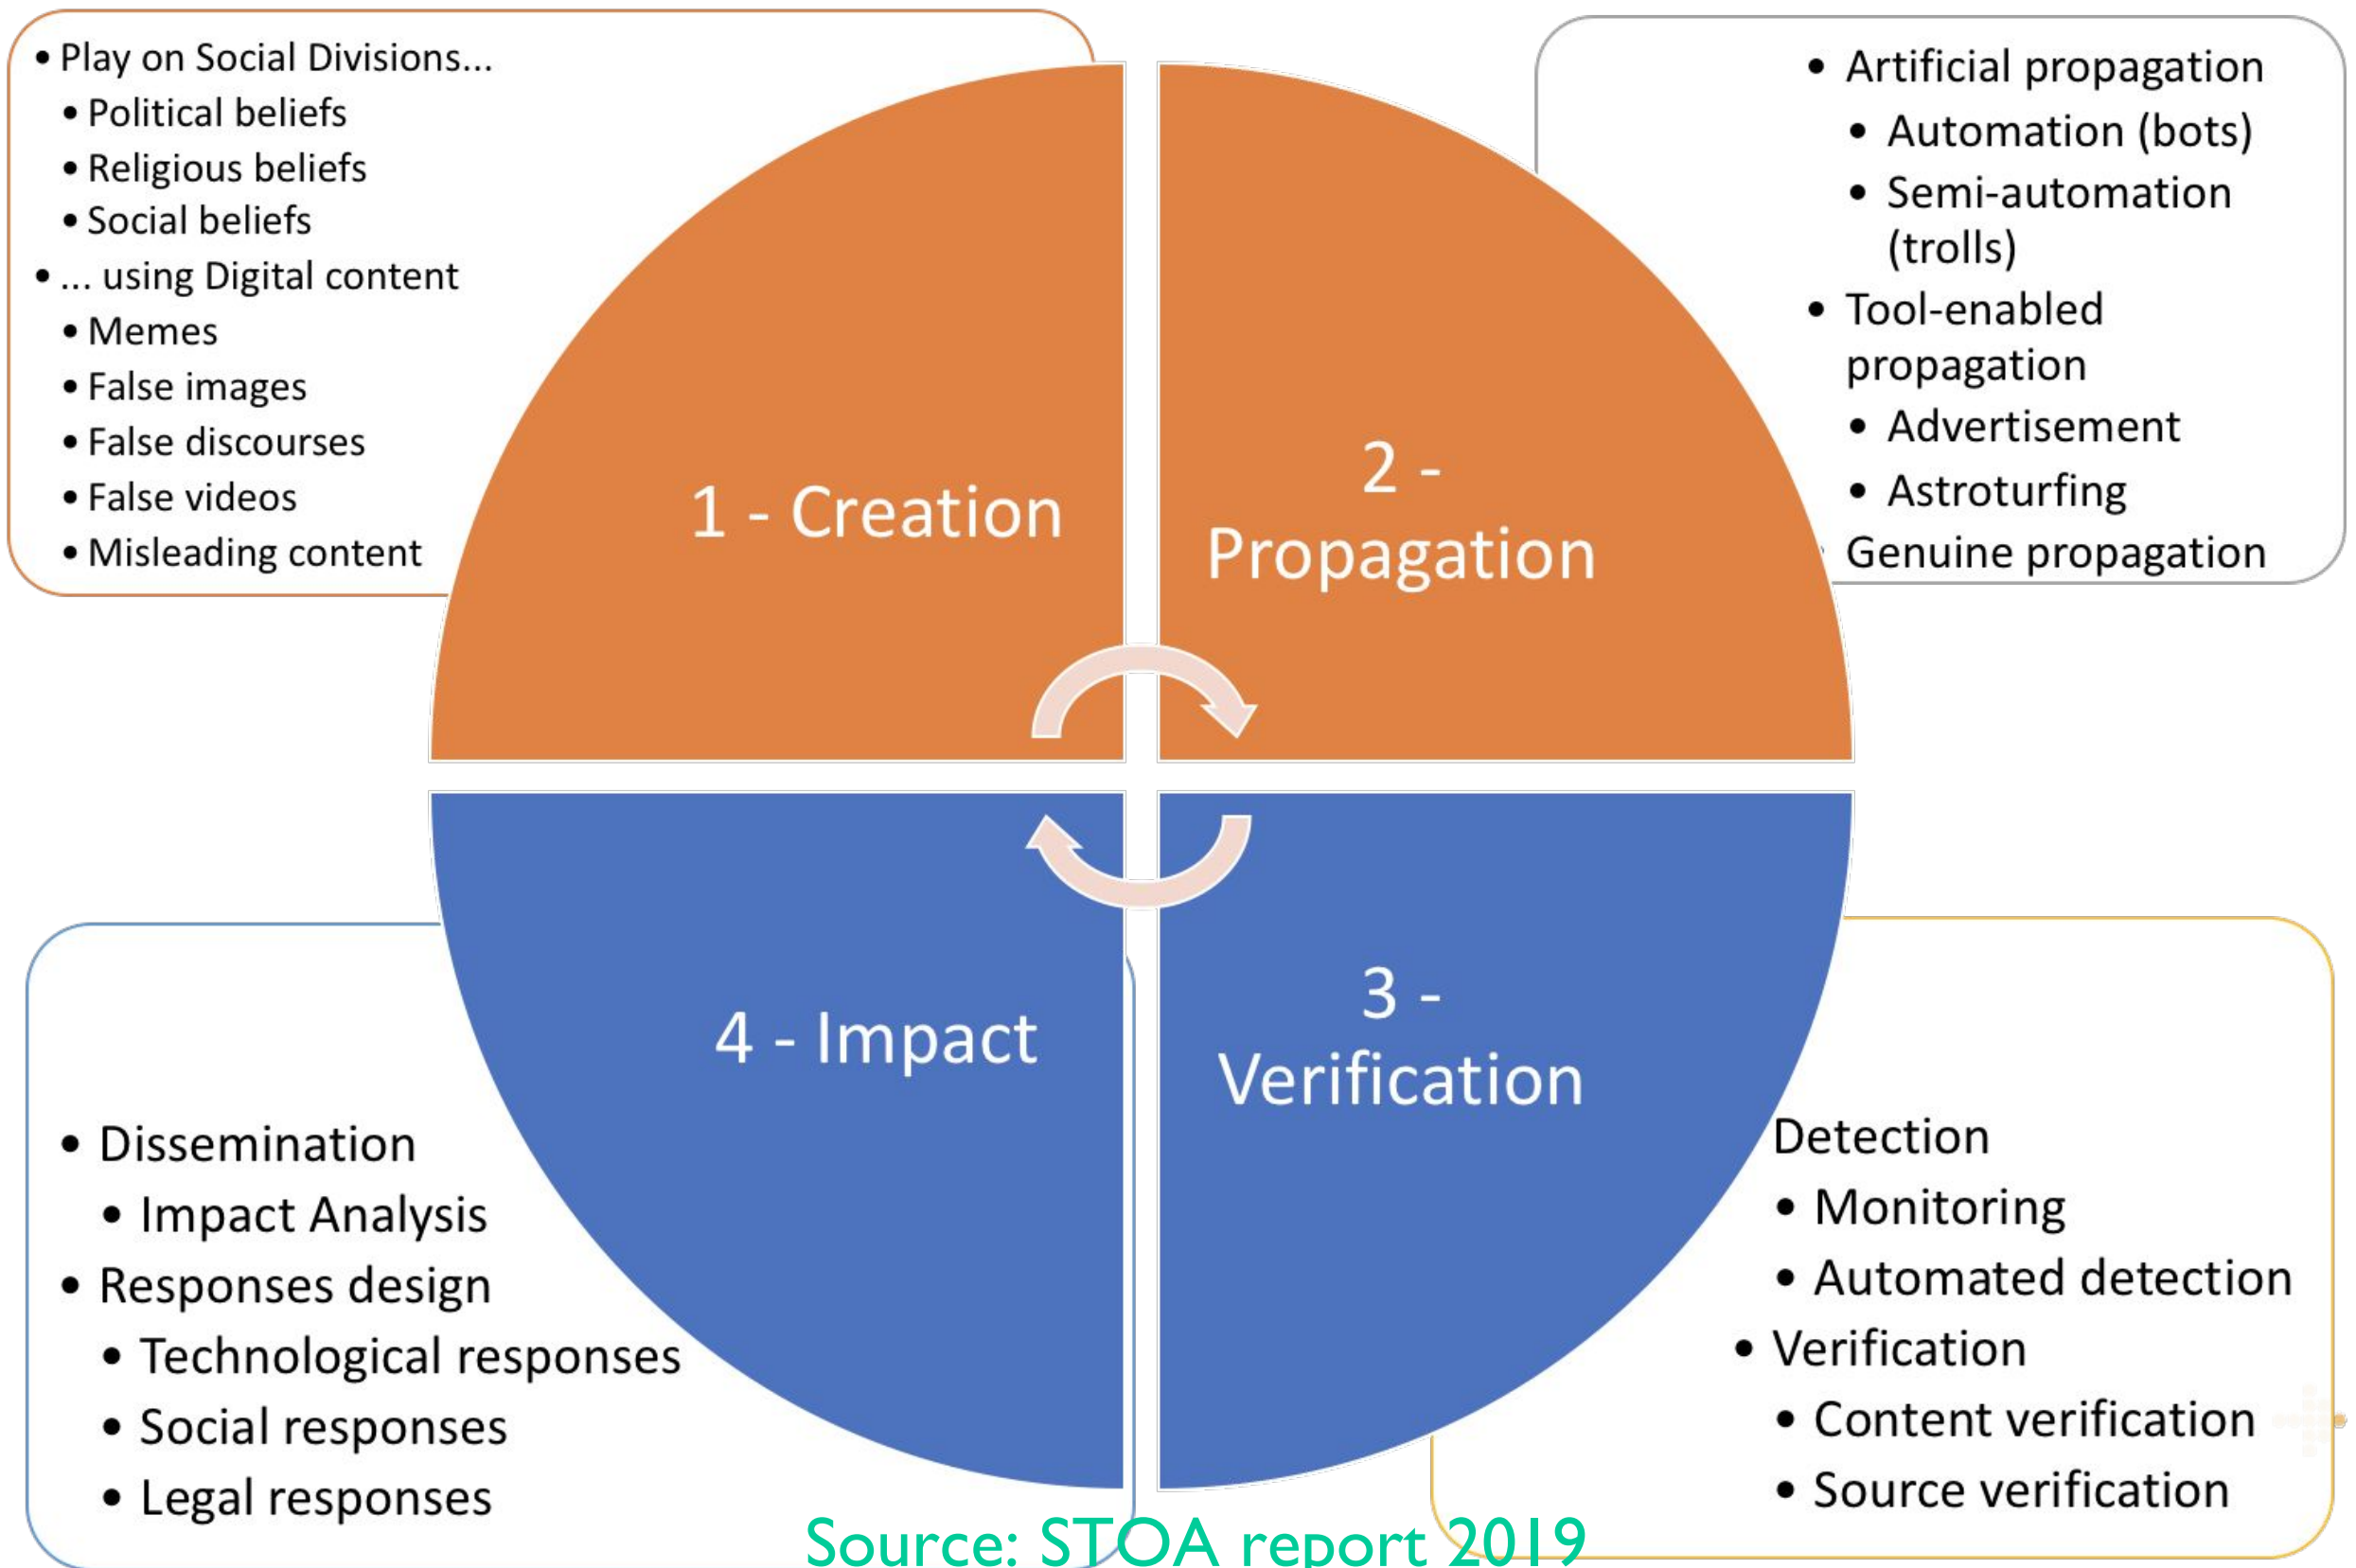 • Play on Social Divisions...
• Political beliefs
• Religious beliefs
• Social beliefs
• ... using Digital content
• Memes
• False images
• False discourses
• False videos
• Misleading content
1 - Creation
• Artificial propagation
• Automation (bots)
• Semi-automation
(trolls)
• Tool-enabled
propagation
• Advertisement
• Astroturfing
Genuine propagation
2 -
Propagation
3 -
Verification
Detection
• Monitoring
• Automated detection
• Verification
• Content verification
• Source verification
4 - Impact
• Dissemination
• Impact Analysis
• Responses design
• Technological responses
• Social responses
• Legal responses
Source: STOA report 2019